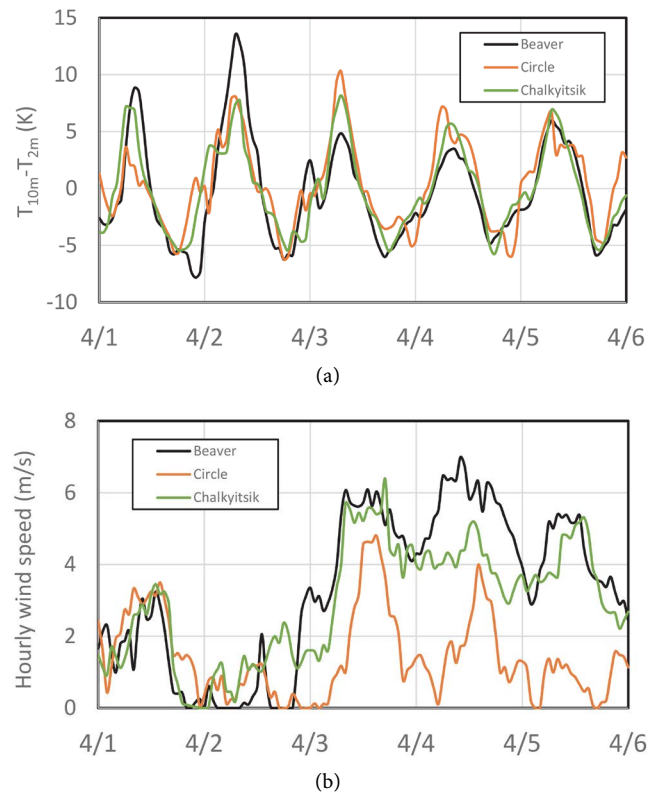 15
10
5
0
-5
-10
T10m-T2m (K)
Beaver
Circle
Chalkyitsik
4/1 4/2 4/3 4/4 4/5 4/6
(a)
8
6
4
2
0
Hourly wind speed (m/s)
Beaver
Circle
Chalkyitsik
4/1 4/2 4/3 4/4 4/5 4/6
(b)